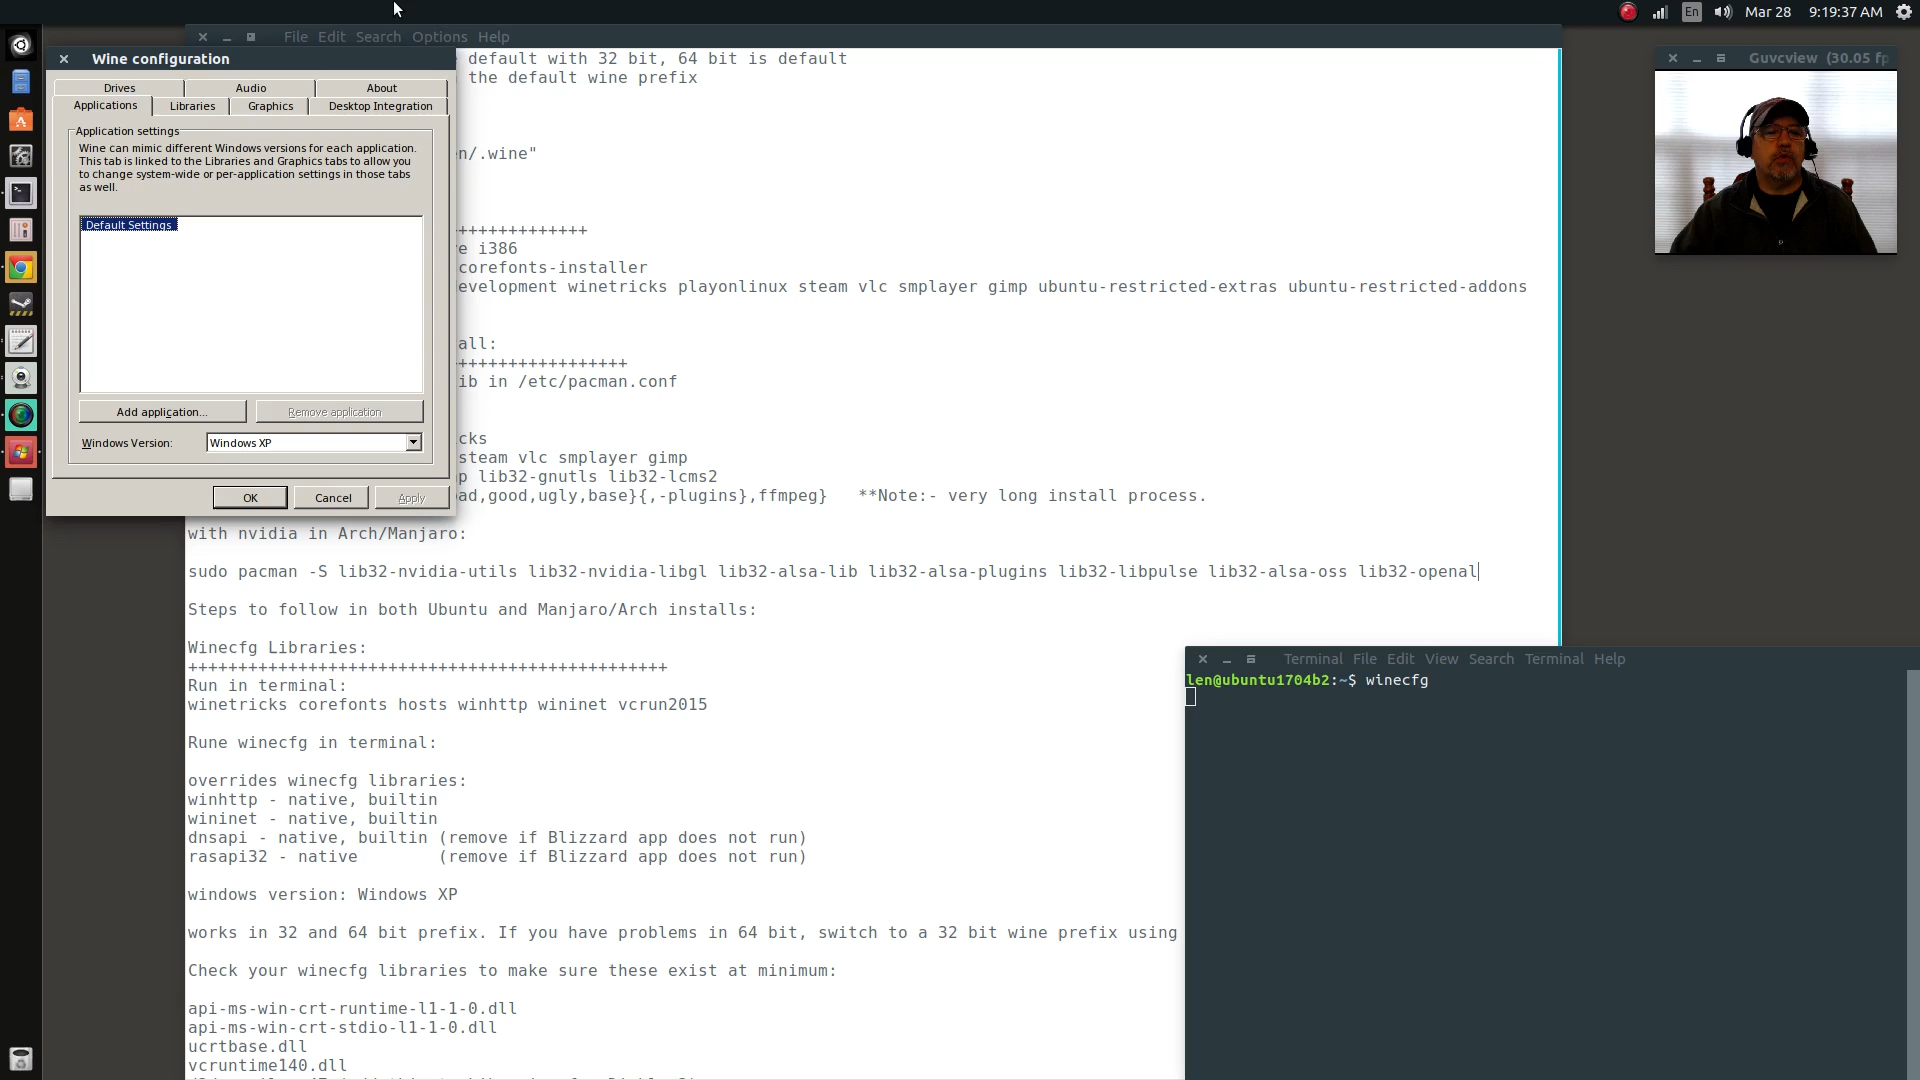 En
Mar 28
9:19:37 AM
File Edit Search Options Help
Wine configuration
Drives
Audio
About
Applications
Libraries
Graphics
Desktop Integration
Application settings
Wine can mimic different Windows versions for each application.
This tab is linked to the Libraries and Graphics tabs to allow you
to change system-wide or per-application settings in those tabs
as well.
Default Settings
Add application...
Remove application
Windows Version:
Windows XP
OK
Cancel
Apply
default with 32 bit, 64 bit is default
the default wine prefix
n/.wine"
++++++++++++++
e i386
corefonts-installer
evelopment winetricks playonlinux steam vlc smplayer gimp ubuntu-restricted-extras ubuntu-restricted-addons
all:
++++++++++++++++++
ib in /etc/pacman.conf
cks
steam vlc smplayer gimp
p lib32-gnutls lib32-lcms2
ad,good,ugly,base}{,-plugins},ffmpeg}   **Note:- very long install process.
with nvidia in Arch/Manjaro:
sudo pacman -S lib32-nvidia-utils lib32-nvidia-libgl lib32-alsa-lib lib32-alsa-plugins lib32-libpulse lib32-alsa-oss lib32-openal
Steps to follow in both Ubuntu and Manjaro/Arch installs:
Winecfg Libraries:
++++++++++++++++++++++++++++++++++++++++++++++++
Run in terminal:
winetricks corefonts hosts winhttp wininet vcrun2015
Rune winecfg in terminal:
overrides winecfg libraries:
winhttp - native, builtin
wininet - native, builtin
dnsapi - native, builtin (remove if Blizzard app does not run)
rasapi32 - native        (remove if Blizzard app does not run)
windows version: Windows XP
works in 32 and 64 bit prefix. If you have problems in 64 bit, switch to a 32 bit wine prefix using
Check your winecfg libraries to make sure these exist at minimum:
api-ms-win-crt-runtime-l1-1-0.dll
api-ms-win-crt-stdio-l1-1-0.dll
ucrtbase.dll
vcruntime140.dll
Guvcview (30.05 fp
Terminal File Edit View Search Terminal Help
len@ubuntu1704b2:~$ winecfg